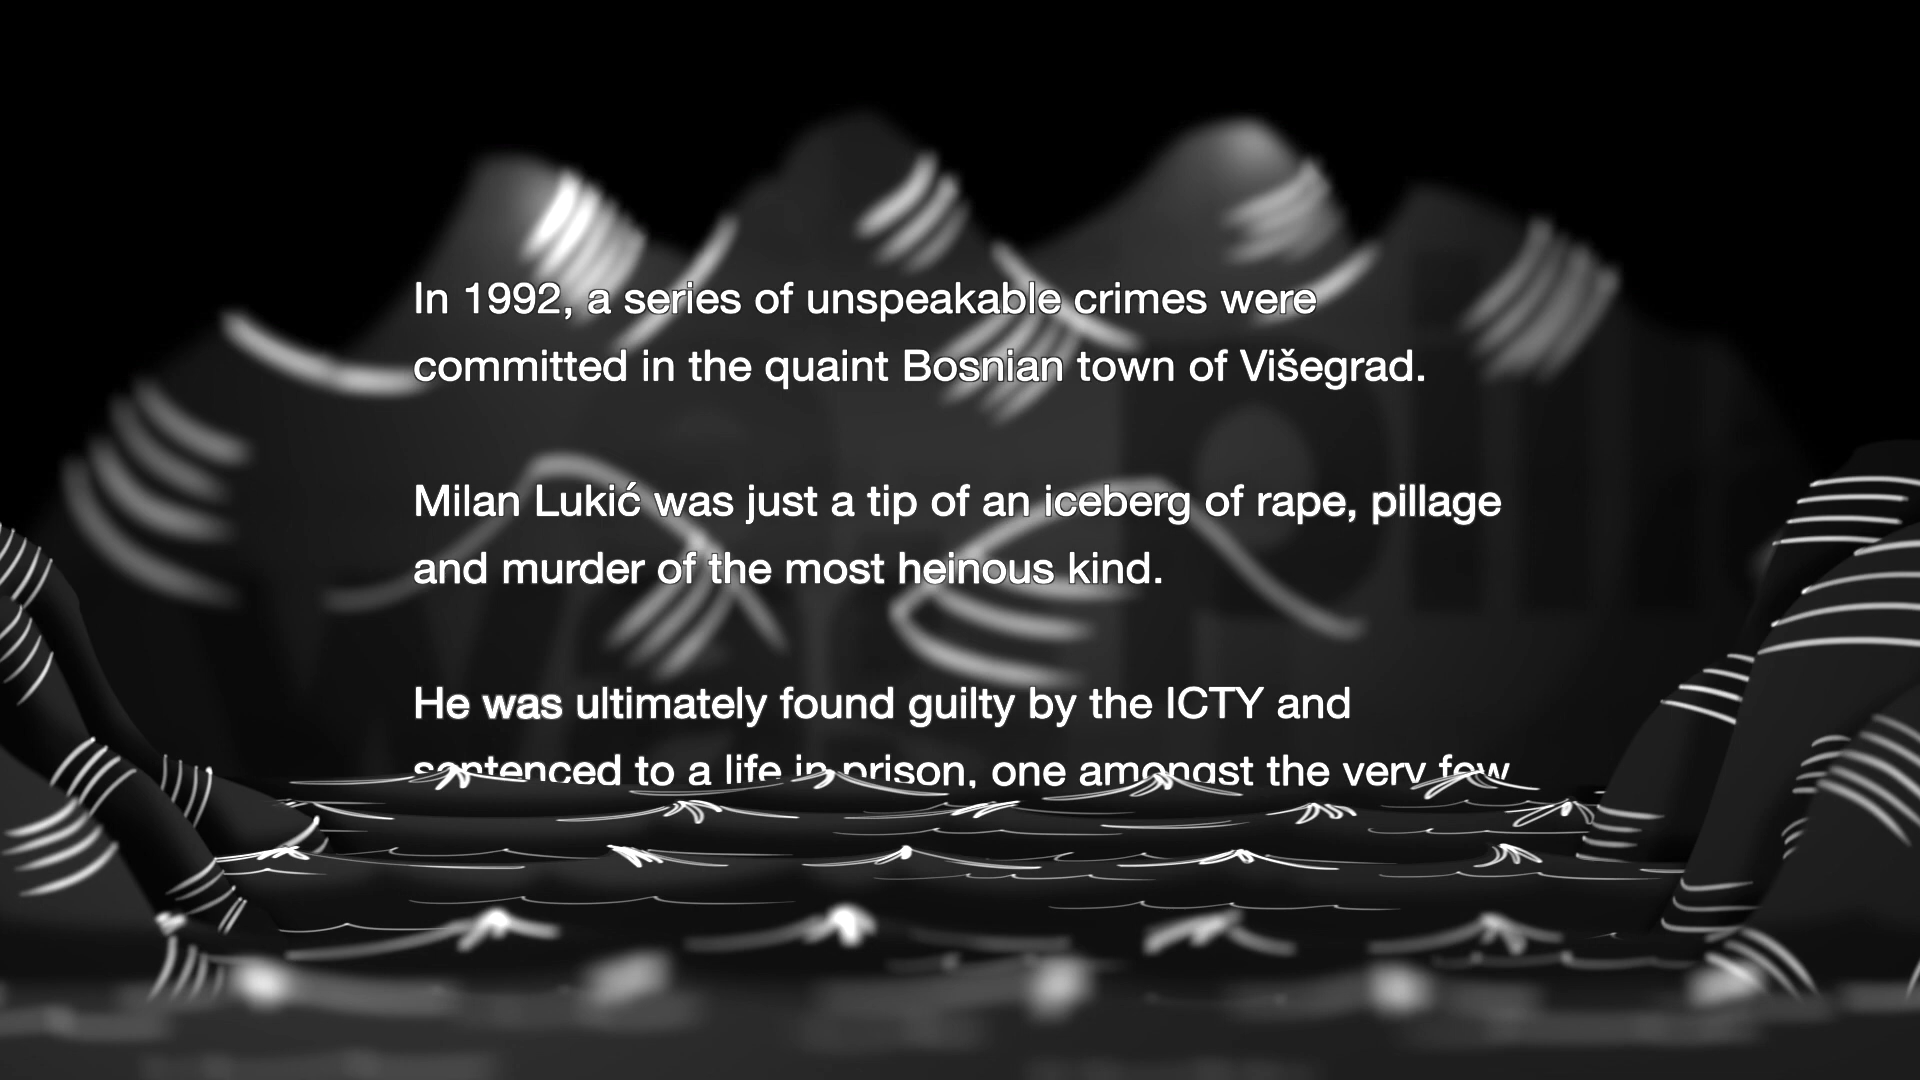 In 1992, a series of unspeakable crimes were
committed in the quaint Bosnian town of Višegrad.
Milan Lukić was just a tip of an iceberg of rape, pillage
and murder of the most heinous kind.
He was ultimately found guilty by the ICTY and
sentenced to a life in prison, one amongst the very few